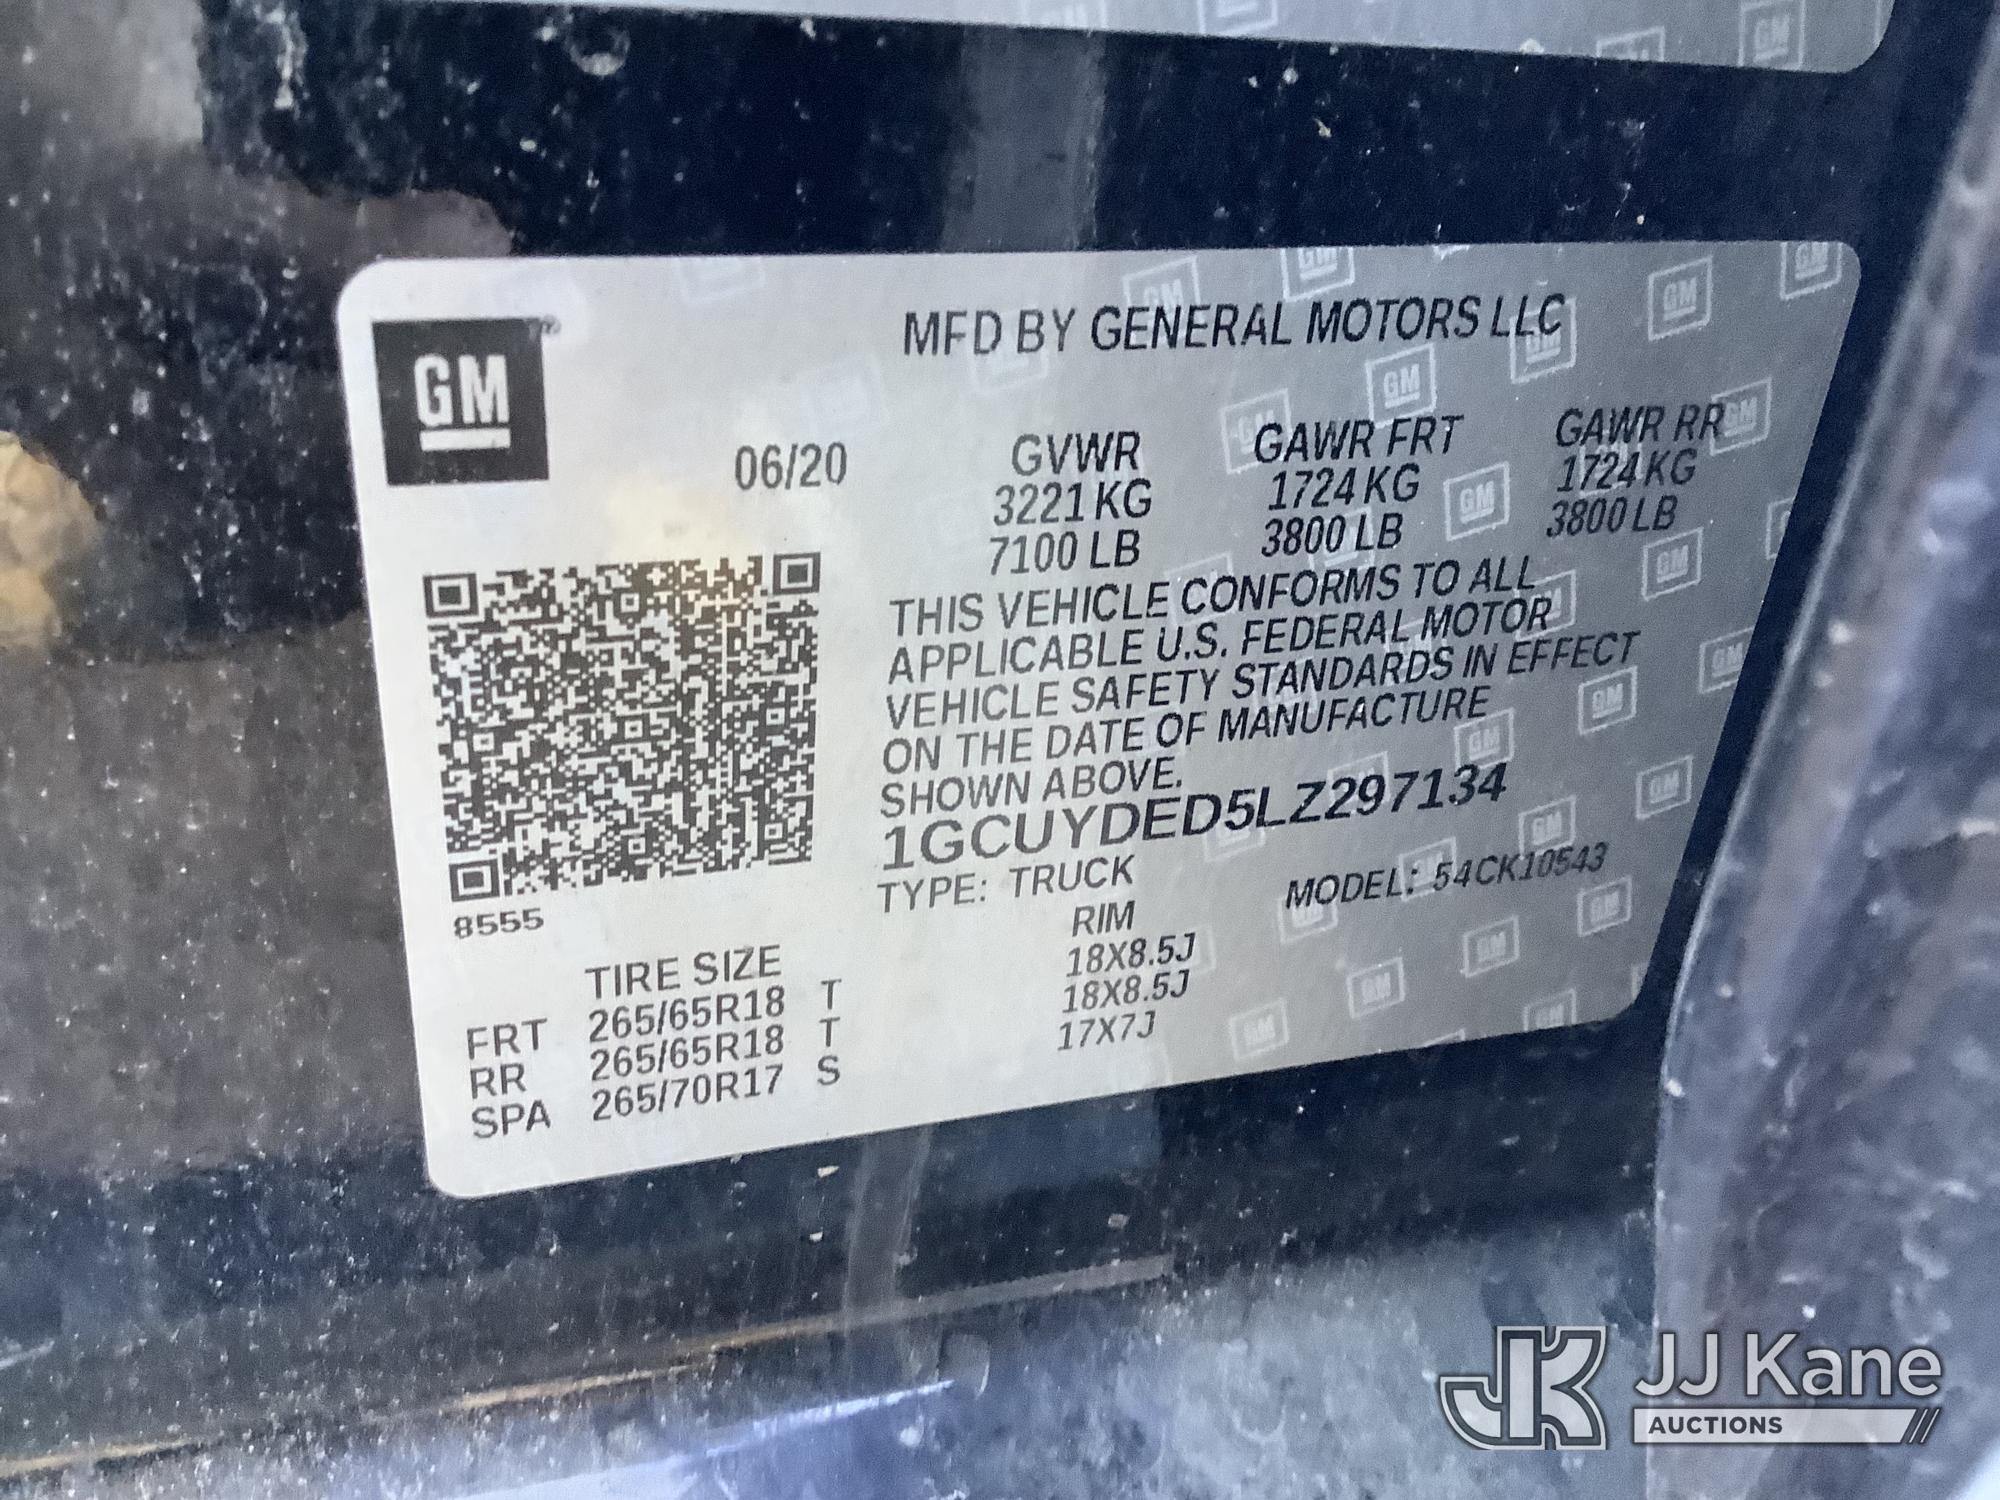 GM
MFD BY GENERAL MOTORS LLC
06/20
GVWR GAWR FRT GAWR RR
3221 KG 1724 KG 1724 KG
7100 LB 3800 LB 3800 LB
THIS VEHICLE CONFORMS TO ALL
APPLICABLE U.S. FEDERAL MOTOR
VEHICLE SAFETY STANDARDS IN EFFECT
ON THE DATE OF MANUFACTURE
SHOWN ABOVE.
1GCUYDED5LZ297134
TYPE: TRUCK MODEL: 54CK10543
8555
TIRE SIZE RIM
FRT 265/65R18 T 18X8.5J
RR 265/65R18 T 18X8.5J
SPA 265/70R17 S 17X7J
JK JJ Kane
AUCTIONS